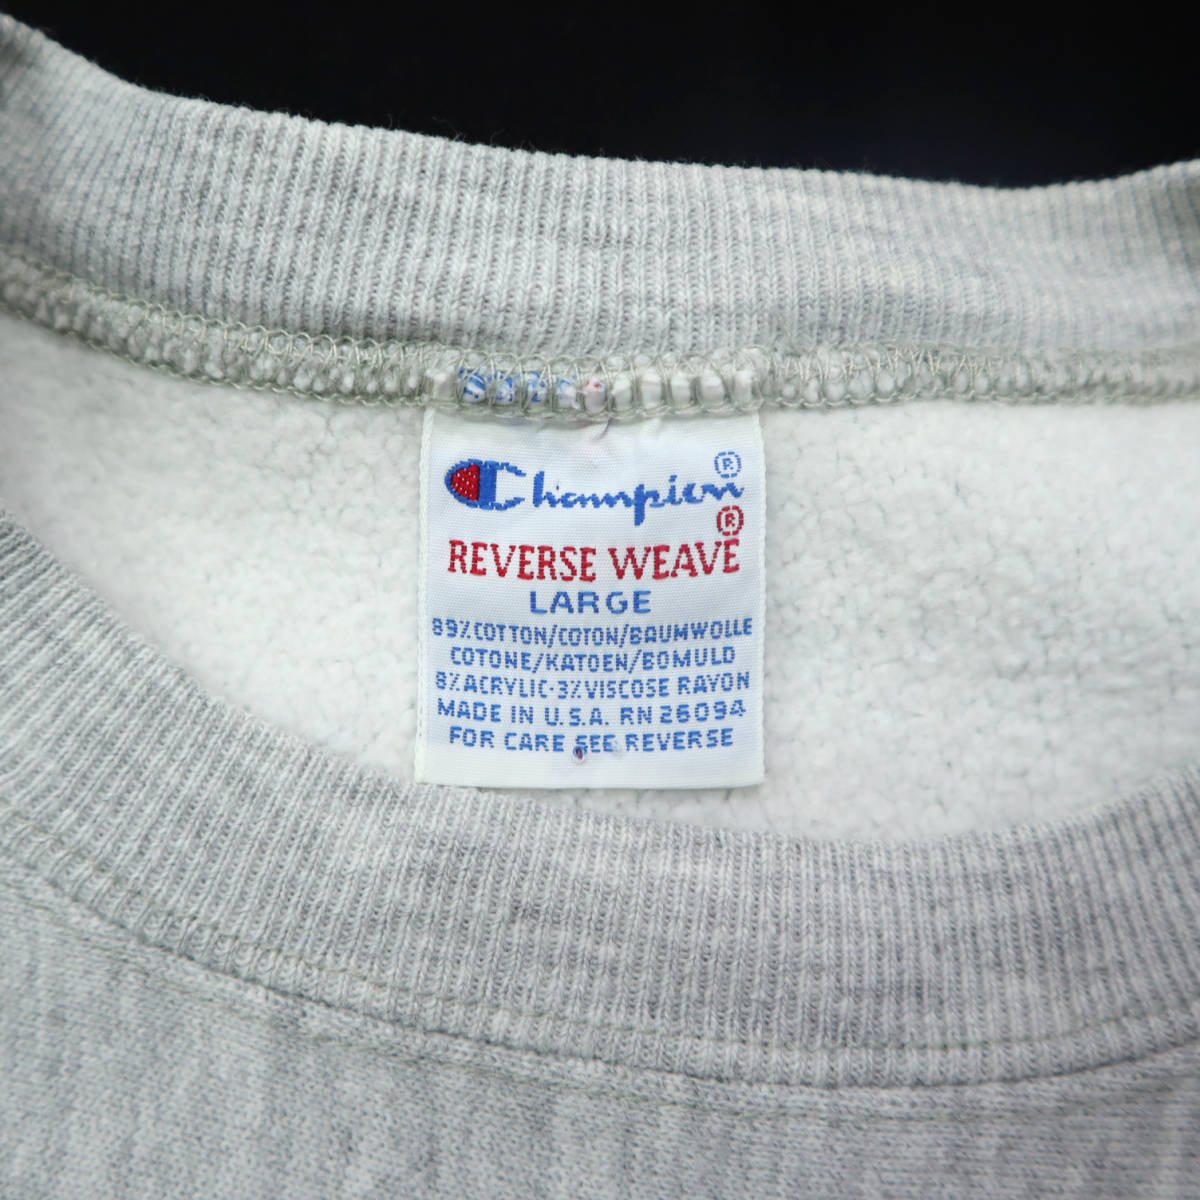 Champion®
REVERSE WEAVE®
LARGE
89% COTTON/COTON/BAUMWOLLE
COTONE/KATOEN/BOMULD
8% ACRYLIC·3% VISCOSE RAYON
MADE IN U.S.A. RN 26094
FOR CARE SEE REVERSE